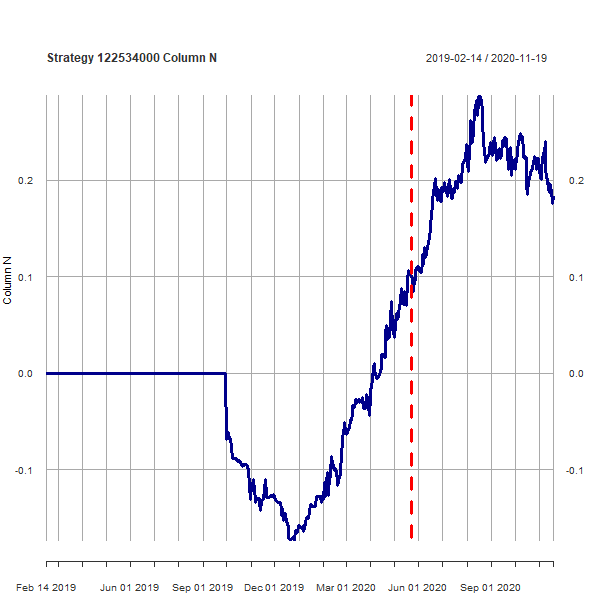 Strategy 122534000 Column N
2019-02-14 / 2020-11-19
Column N
0.2
0.1
0.0
-0.1
0.2
0.1
0.0
-0.1
Feb 14 2019
Jun 01 2019
Sep 01 2019
Dec 01 2019
Mar 01 2020
Jun 01 2020
Sep 01 2020